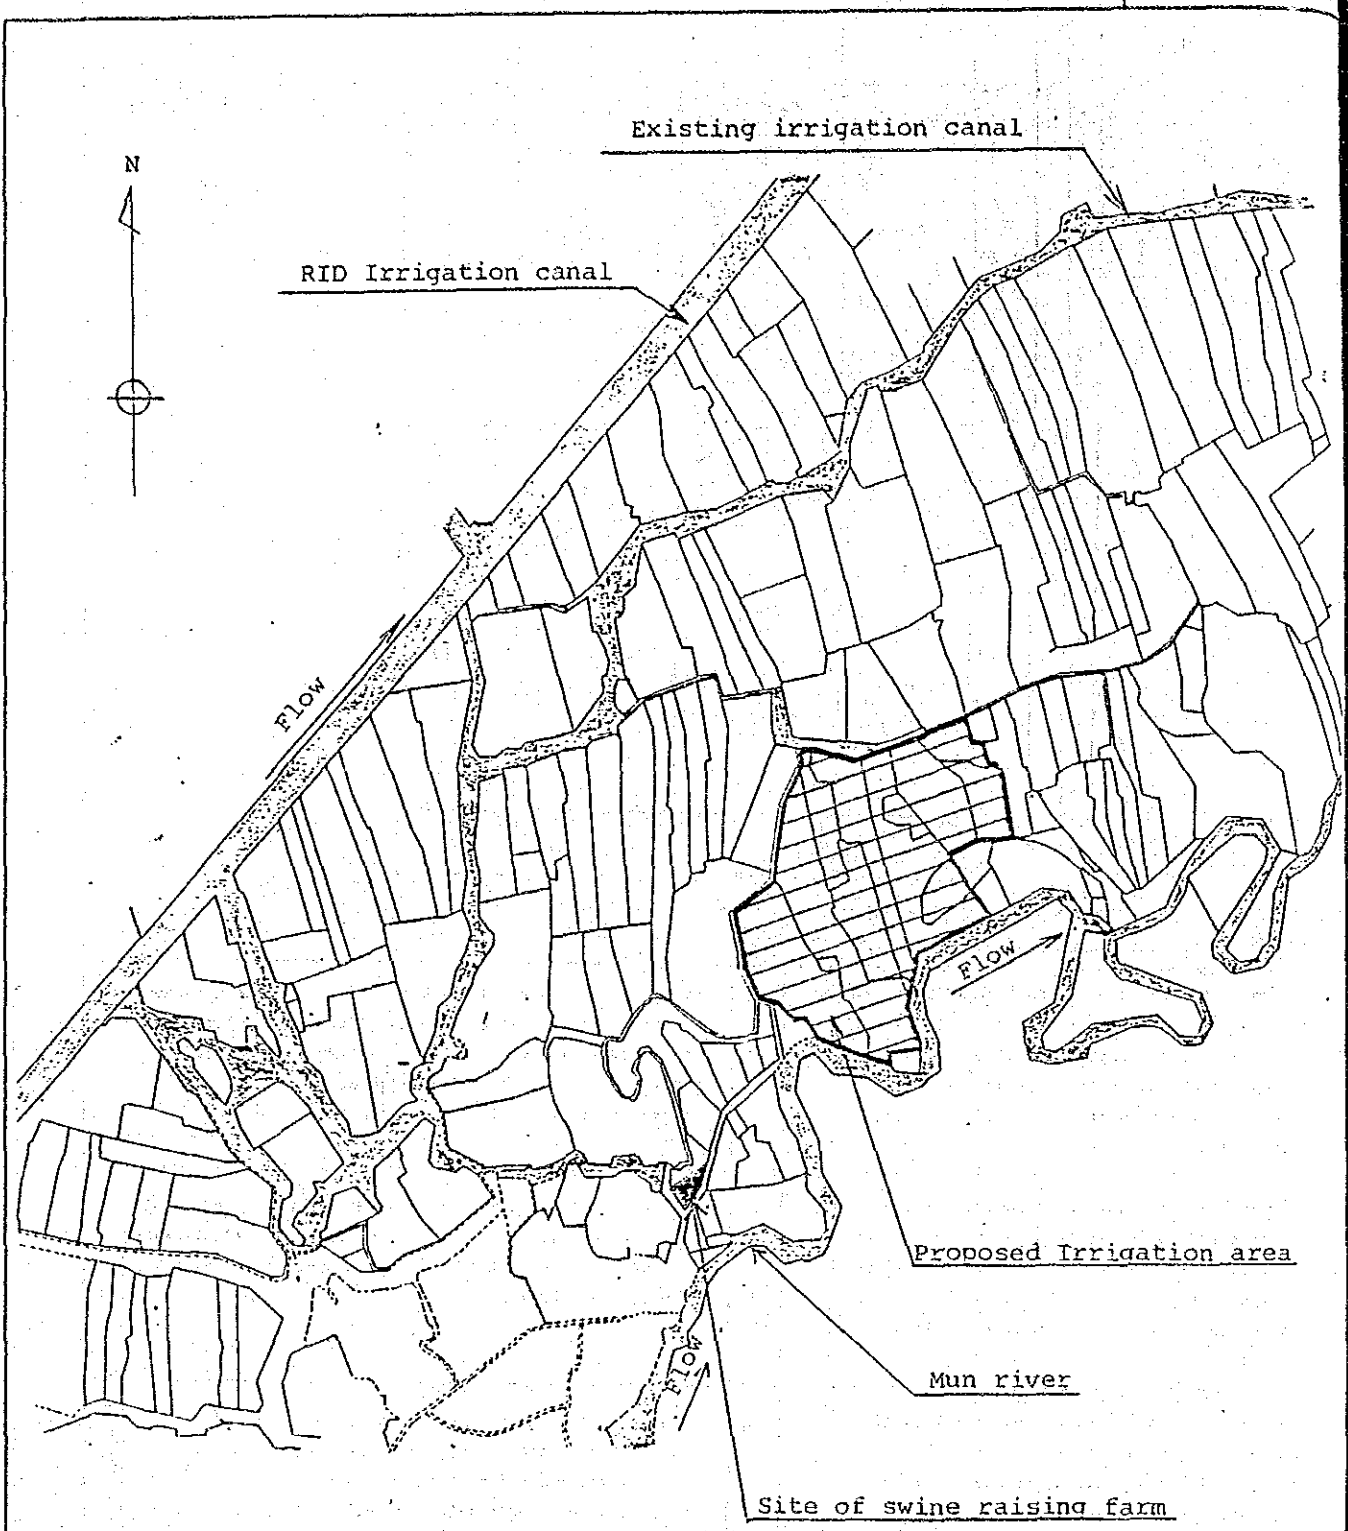 Existing irrigation canal
N
RID Irrigation canal
Flow
Flow
Proposed Irrigation area
Flow
Mun river
Site of swine raising farm